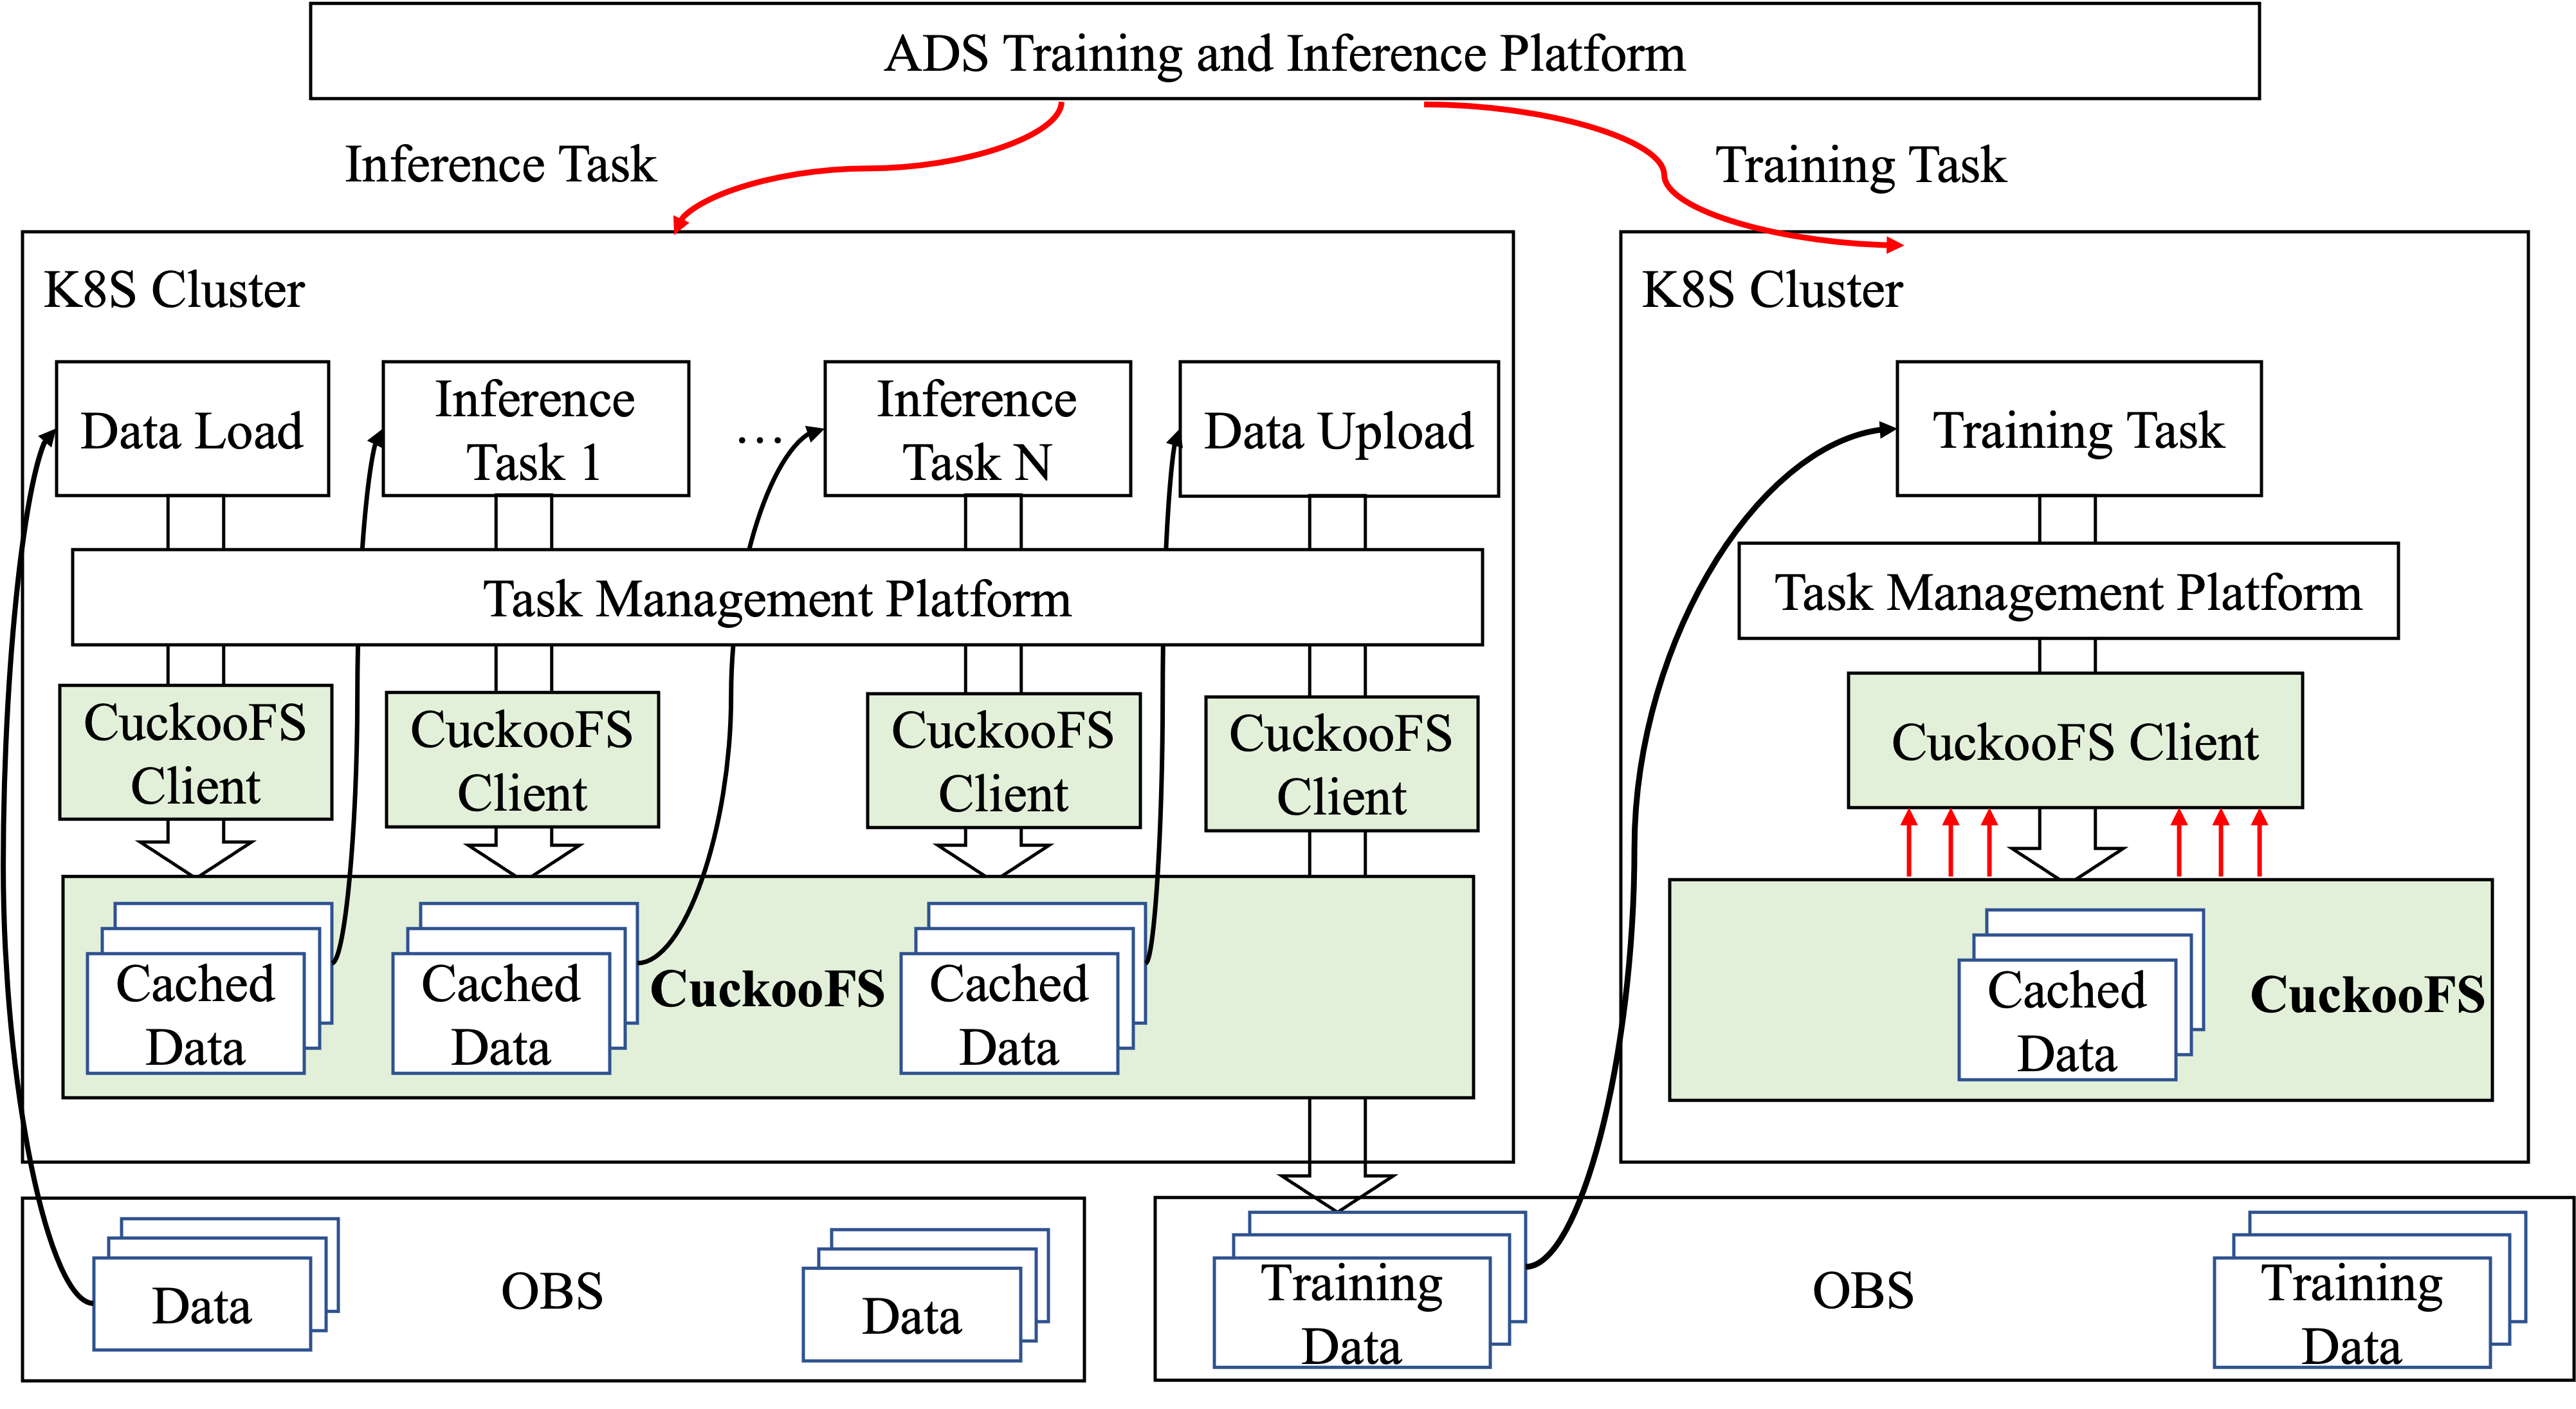 ADS Training and Inference Platform
Inference Task
Training Task
K8S Cluster
Data Load
Inference
Task 1
...
Inference
Task N
Data Upload
Task Management Platform
CuckooFS
Client
CuckooFS
Client
CuckooFS
Client
CuckooFS
Client
Cached
Data
Cached
Data
CuckooFS
Cached
Data
K8S Cluster
Training Task
Task Management Platform
CuckooFS Client
Cached
Data
CuckooFS
Data
OBS
Data
Training
Data
OBS
Training
Data